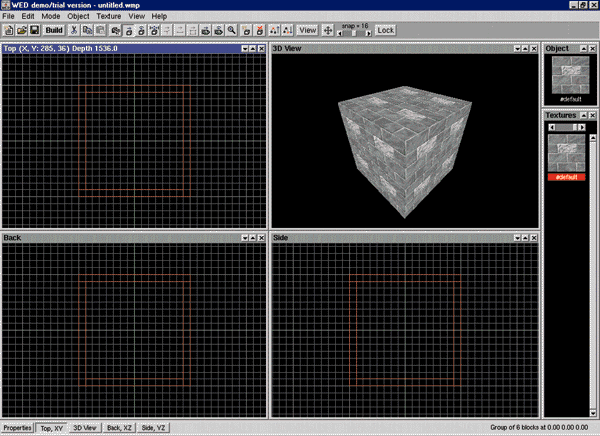 WED demo/trial version - untitled.wmp
File Edit Mode Object Texture View Help
Build View snap = 16 Lock
Top (X, Y: 285, 36) Depth 1536.0
3D View
Object
#default
Textures
#default
Back
Side
Properties Top, XY 3D View Back, XZ Side, YZ Group of 6 blocks at 0.00 0.00 0.00